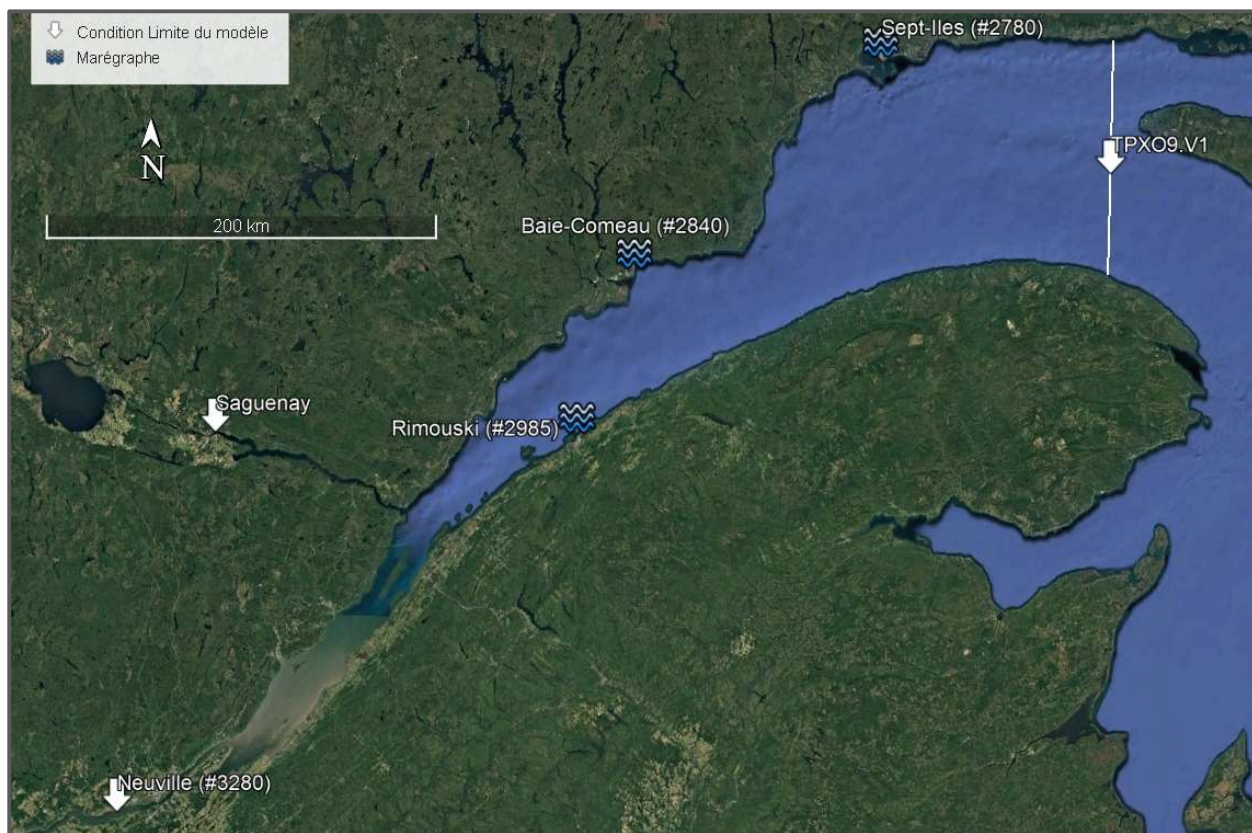 Condition Limite du modèle
Marégraphe
Sept-Iles (#2780)
TPXO9.V1
N
200 km
Baie-Comeau (#2840)
Saguenay
Rimouski (#2985)
Neuville (#3280)